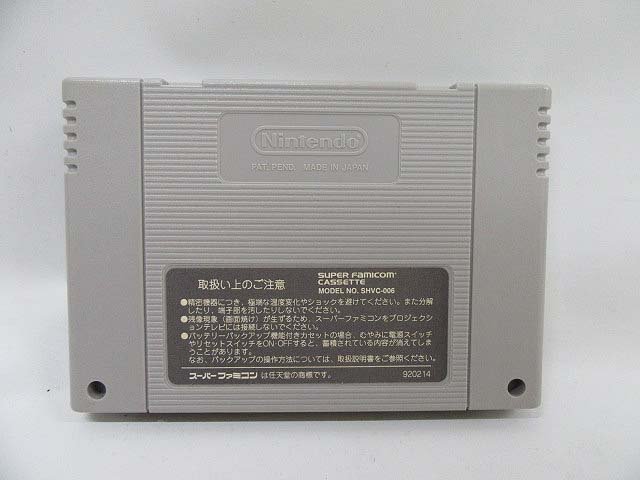 Nintendo
PAT. PEND. MADE IN JAPAN
取扱い上のご注意
SUPER FAMICOM
CASSETTE
MODEL NO. SHVC-006
●精密機器につき、極端な温度変化やショックを避けてください。また分解
したり、端子部を汚したりしないでください。
●残像現象（画面焼け）が生ずるため、スーパーファミコンをプロジェクシ
ョンテレビには接続しないでください。
●バッテリーバックアップ機能付きカセットの場合、むやみに電源スイッチ
やリセットスイッチをON・OFFすると、蓄積されている内容が消えてしま
うことがあります。
なお、バックアップの操作方法については、取扱説明書をご参照ください。
スーパーファミコンは任天堂の商標です。
920214